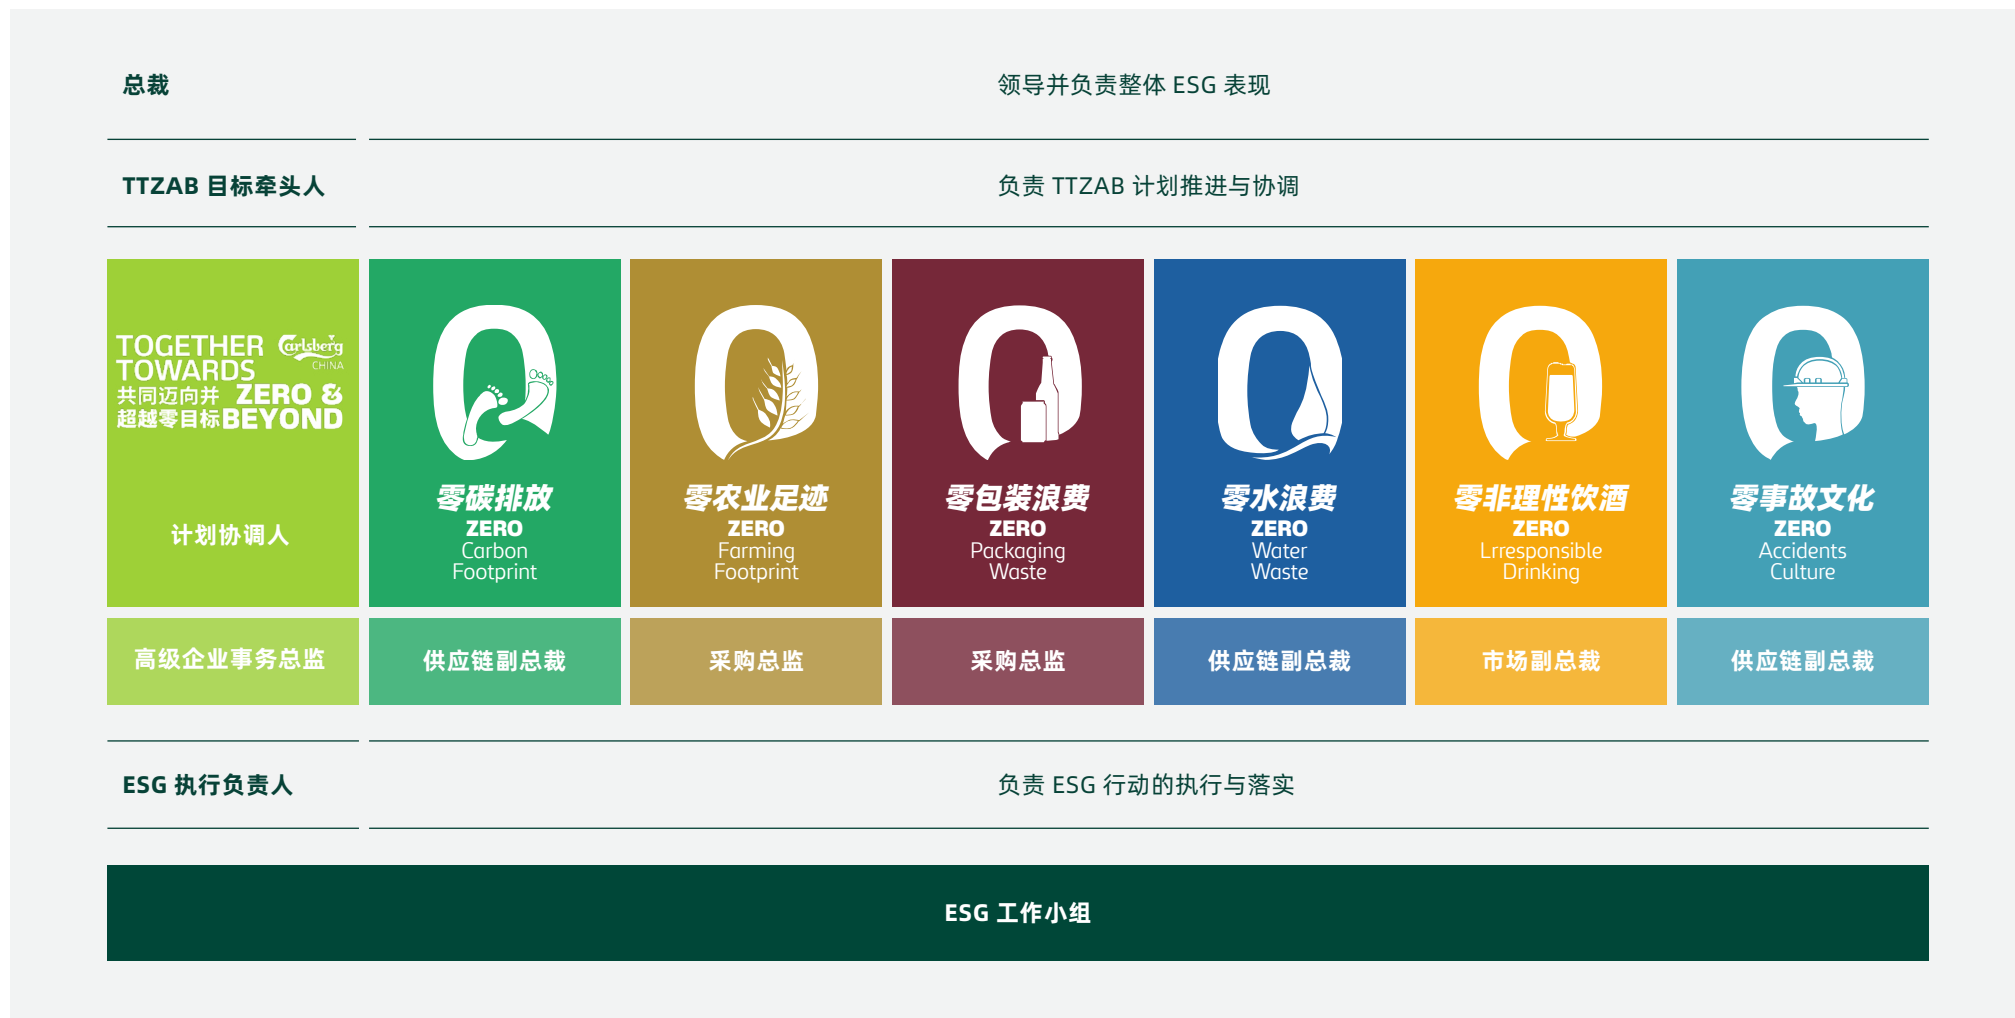 总裁
领导并负责整体 ESG 表现
TTZAB 目标牵头人
负责 TTZAB 计划推进与协调
TOGETHER
TOWARDS
Carlsberg
CHINA
共同迈向并 ZERO &
超越零目标 BEYOND
计划协调人
零碳排放
ZERO
Carbon
Footprint
零农业足迹
ZERO
Farming
Footprint
零包装浪费
ZERO
Packaging
Waste
零水浪费
ZERO
Water
Waste
零非理性饮酒
ZERO
Lrresponsible
Drinking
零事故文化
ZERO
Accidents
Culture
高级企业事务总监
供应链副总裁
采购总监
采购总监
供应链副总裁
市场副总裁
供应链副总裁
ESG 执行负责人
负责 ESG 行动的执行与落实
ESG 工作小组